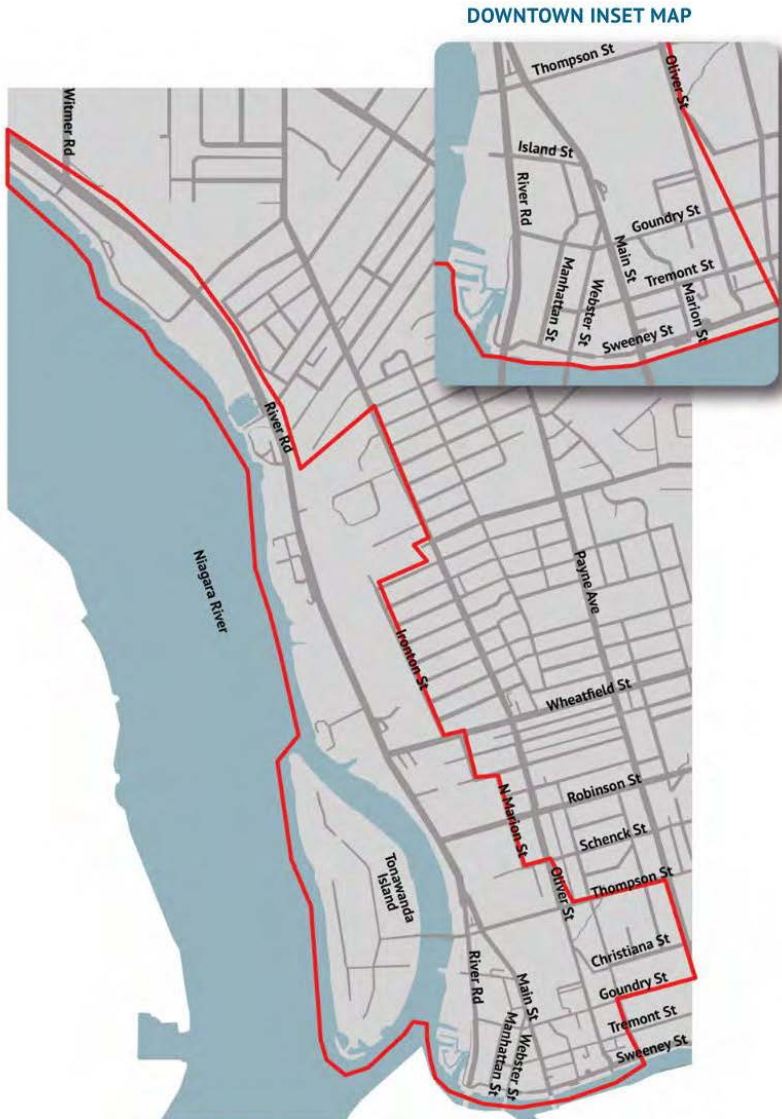 DOWNTOWN INSET MAP
Thompson St
Oliver St
Island St
River Rd
Goundry St
Main St
Tremont St
Manhattan St
Webster St
Marion St
Sweeney St
Witmer Rd
River Rd
Niagara River
Payne Ave
Ironton St
Wheatfield St
Robinson St
N Marion St
Schenck St
Thompson St
Oliver St
Tonawanda
Island
Christiana St
River Rd
Main St
Goundry St
Webster St
Manhattan St
Tremont St
Sweeney St